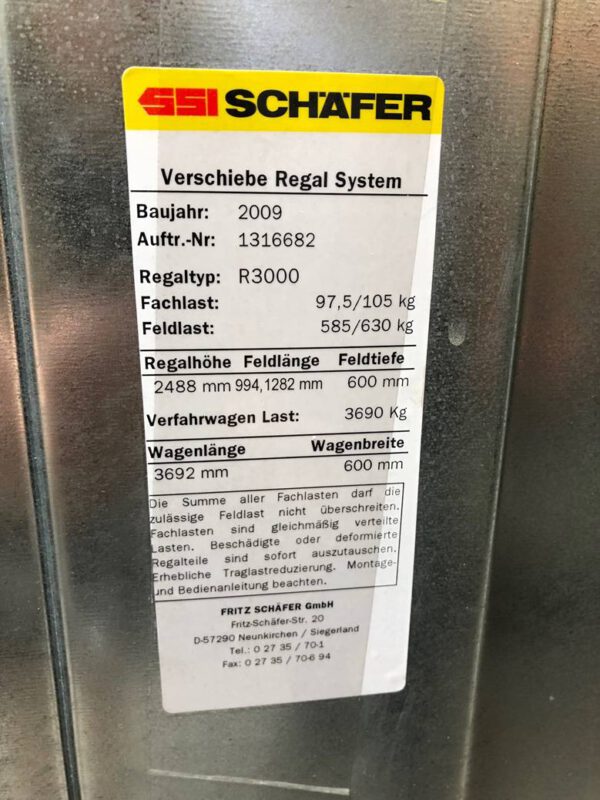 SSI SCHÄFER
Verschiebe Regal System
Baujahr: 2009
Auftr.-Nr: 1316682
Regaltyp: R3000
Fachlast: 97,5/105 kg
Feldlast: 585/630 kg
Regalhöhe Feldlänge Feldtiefe
2488 mm 994,1282 mm 600 mm
Verfahrwagen Last: 3690 Kg
Wagenlänge Wagenbreite
3692 mm 600 mm
Die Summe aller Fachlasten darf die
zulässige Feldlast nicht überschreiten.
Fachlasten sind gleichmäßig verteilte
Lasten. Beschädigte oder deformierte
Regalteile sind sofort auszutauschen.
Erhebliche Traglastreduzierung. Montage-
und Bedienanleitung beachten.
FRITZ SCHÄFER GmbH
Fritz-Schäfer-Str. 20
D-57290 Neunkirchen / Siegerland
Tel.: 0 27 35 / 70-1
Fax: 0 27 35 / 70-6 94